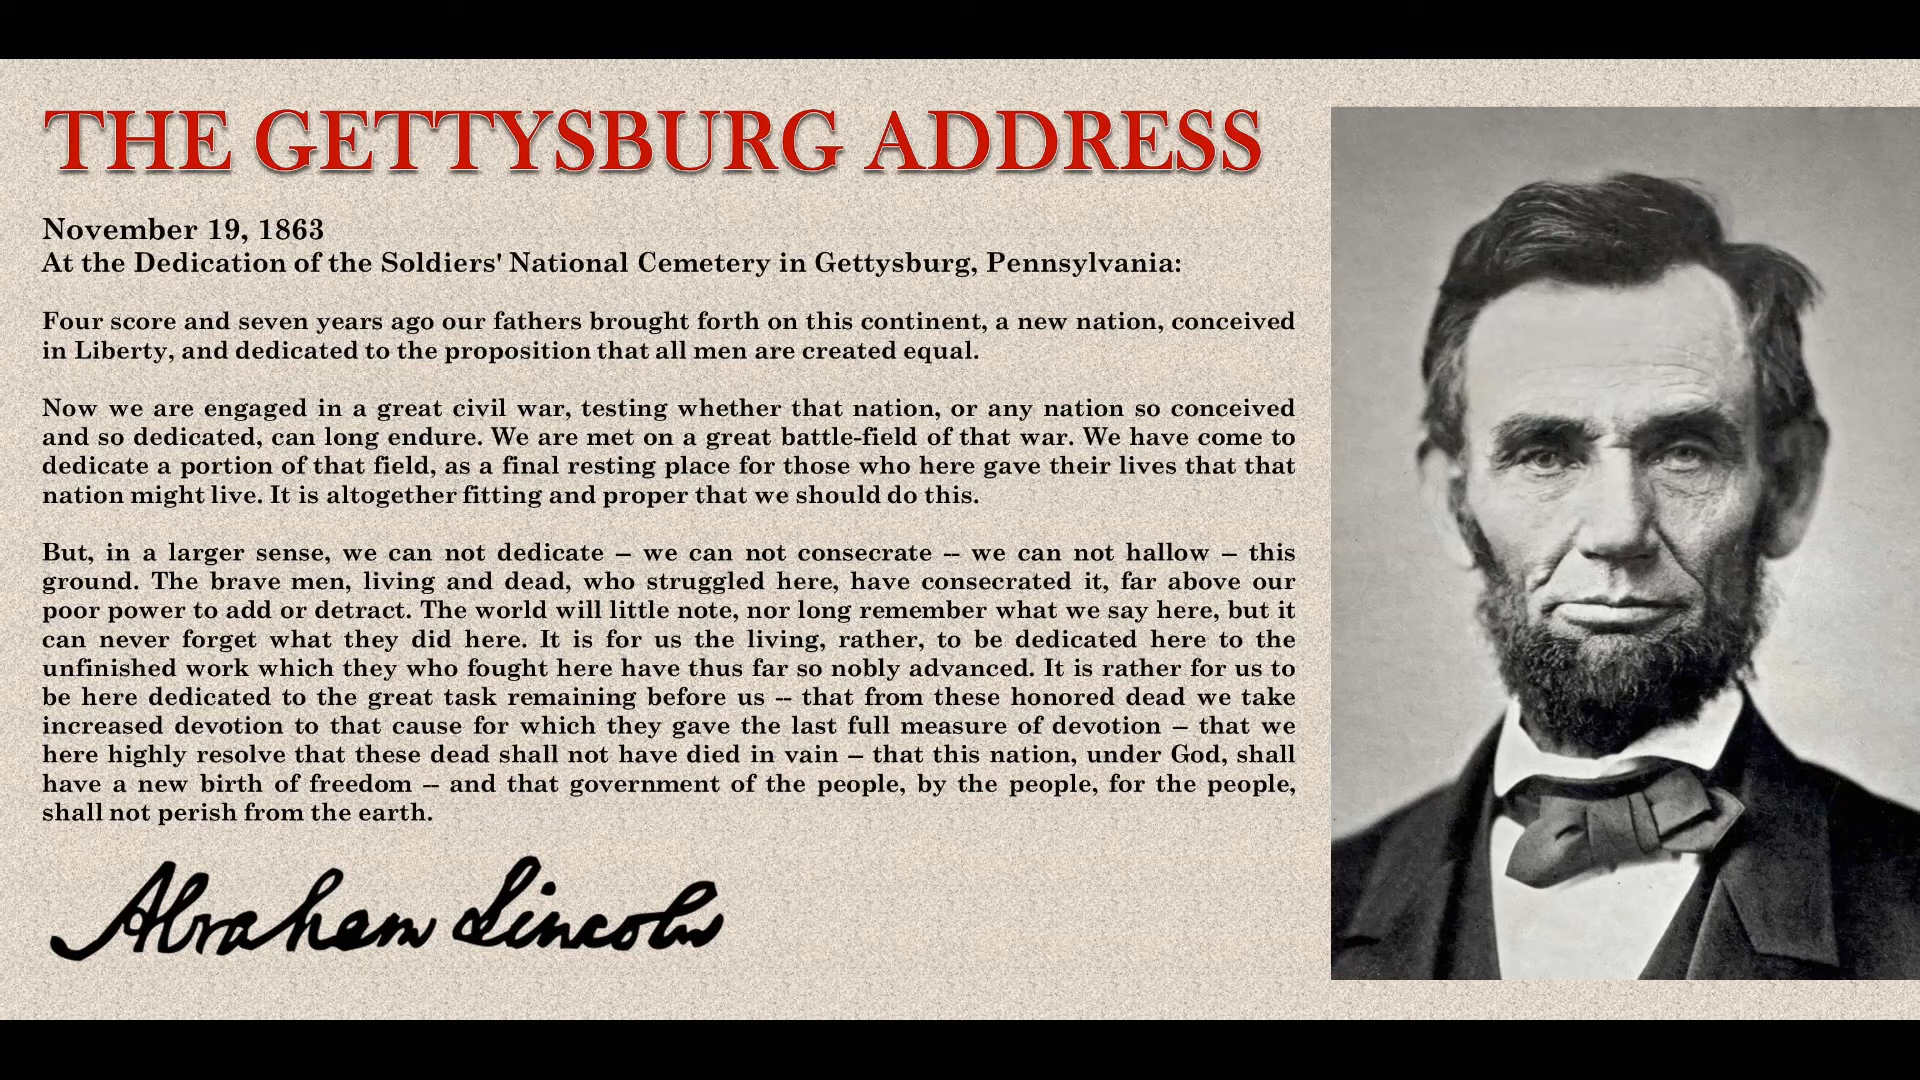 THE GETTYSBURG ADDRESS
November 19, 1863
At the Dedication of the Soldiers' National Cemetery in Gettysburg, Pennsylvania:
Four score and seven years ago our fathers brought forth on this continent, a new nation, conceived
in Liberty, and dedicated to the proposition that all men are created equal.
Now we are engaged in a great civil war, testing whether that nation, or any nation so conceived
and so dedicated, can long endure. We are met on a great battle-field of that war. We have come to
dedicate a portion of that field, as a final resting place for those who here gave their lives that that
nation might live. It is altogether fitting and proper that we should do this.
But, in a larger sense, we can not dedicate – we can not consecrate -- we can not hallow – this
ground. The brave men, living and dead, who struggled here, have consecrated it, far above our
poor power to add or detract. The world will little note, nor long remember what we say here, but it
can never forget what they did here. It is for us the living, rather, to be dedicated here to the
unfinished work which they who fought here have thus far so nobly advanced. It is rather for us to
be here dedicated to the great task remaining before us -- that from these honored dead we take
increased devotion to that cause for which they gave the last full measure of devotion – that we
here highly resolve that these dead shall not have died in vain – that this nation, under God, shall
have a new birth of freedom -- and that government of the people, by the people, for the people,
shall not perish from the earth.
Abraham Lincoln